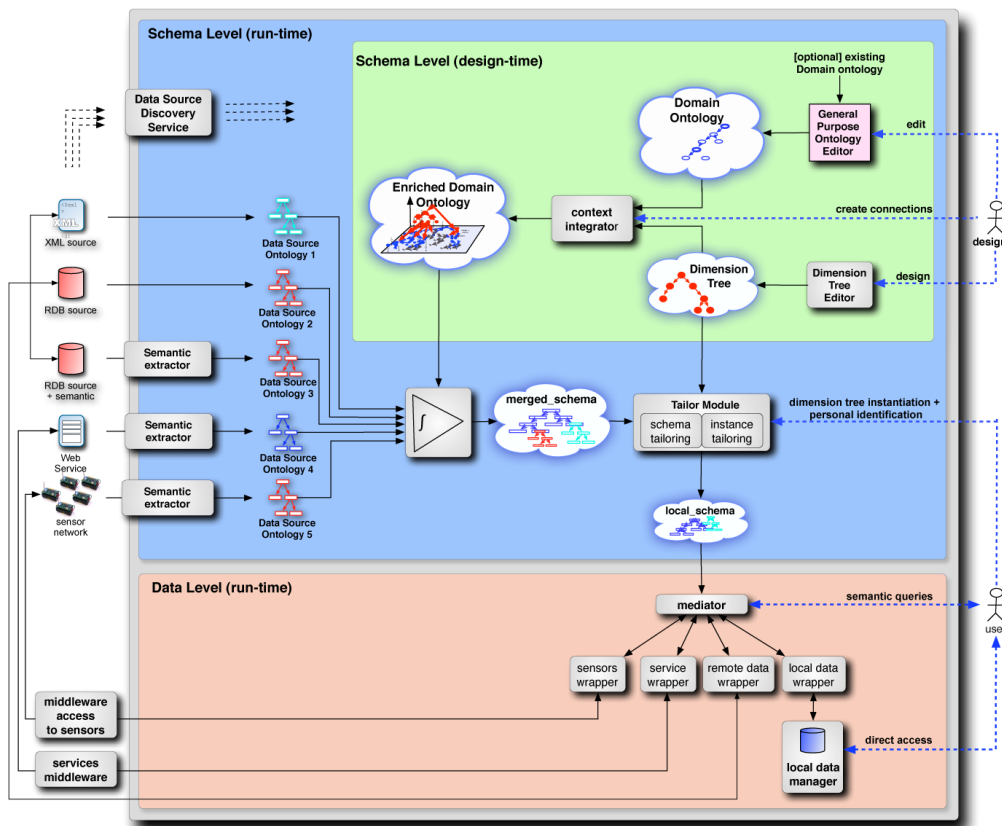 Schema Level (run-time)
Schema Level (design-time)
[optional] existing
Domain ontology
Data Source
Discovery
Service
Domain
Ontology
General
Purpose
Ontology
Editor
edit
Enriched Domain
Ontology
context
integrator
create connections
design
XML
XML source
Data Source
Ontology 1
Dimension
Tree
Dimension
Tree
Editor
design
RDB source
Data Source
Ontology 2
RDB source
+ semantic
Semantic
extractor
Data Source
Ontology 3
∫
merged_schema
Tailor Module
schema
tailoring
instance
tailoring
dimension tree instantiation +
personal identification
Web
Service
Semantic
extractor
Data Source
Ontology 4
sensor
network
Semantic
extractor
Data Source
Ontology 5
local_schema
Data Level (run-time)
mediator
semantic queries
use
sensors
wrapper
service
wrapper
remote data
wrapper
local data
wrapper
middleware
access
to sensors
services
middleware
local data
manager
direct access